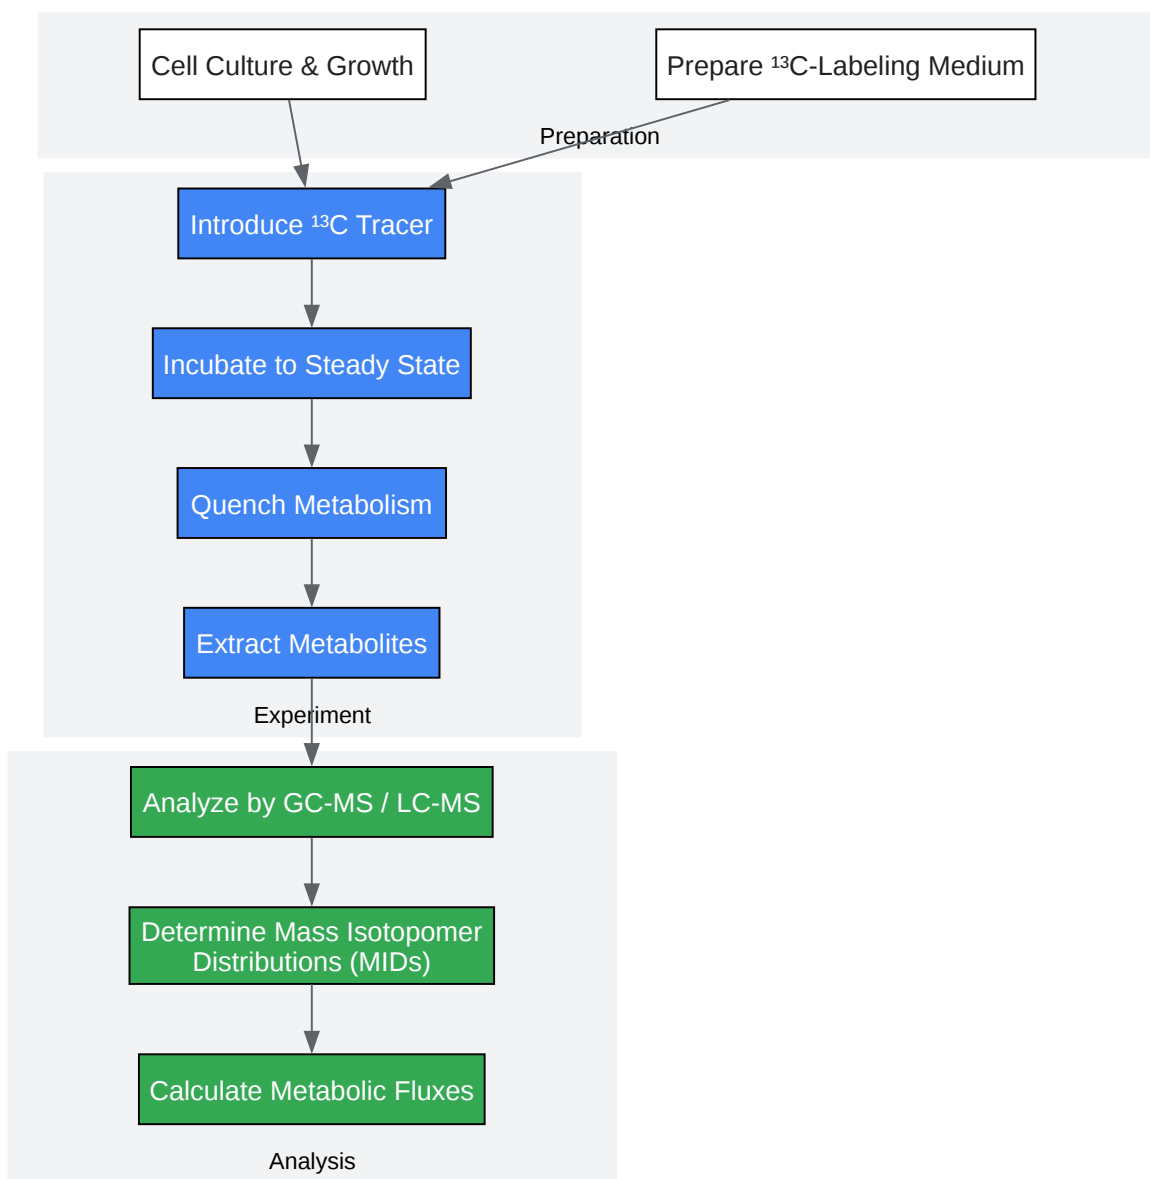 Cell Culture & Growth
Prepare ¹³C-Labeling Medium
Preparation
Introduce ¹³C Tracer
Incubate to Steady State
Quench Metabolism
Extract Metabolites
Experiment
Analyze by GC-MS / LC-MS
Determine Mass Isotopomer
Distributions (MIDs)
Calculate Metabolic Fluxes
Analysis